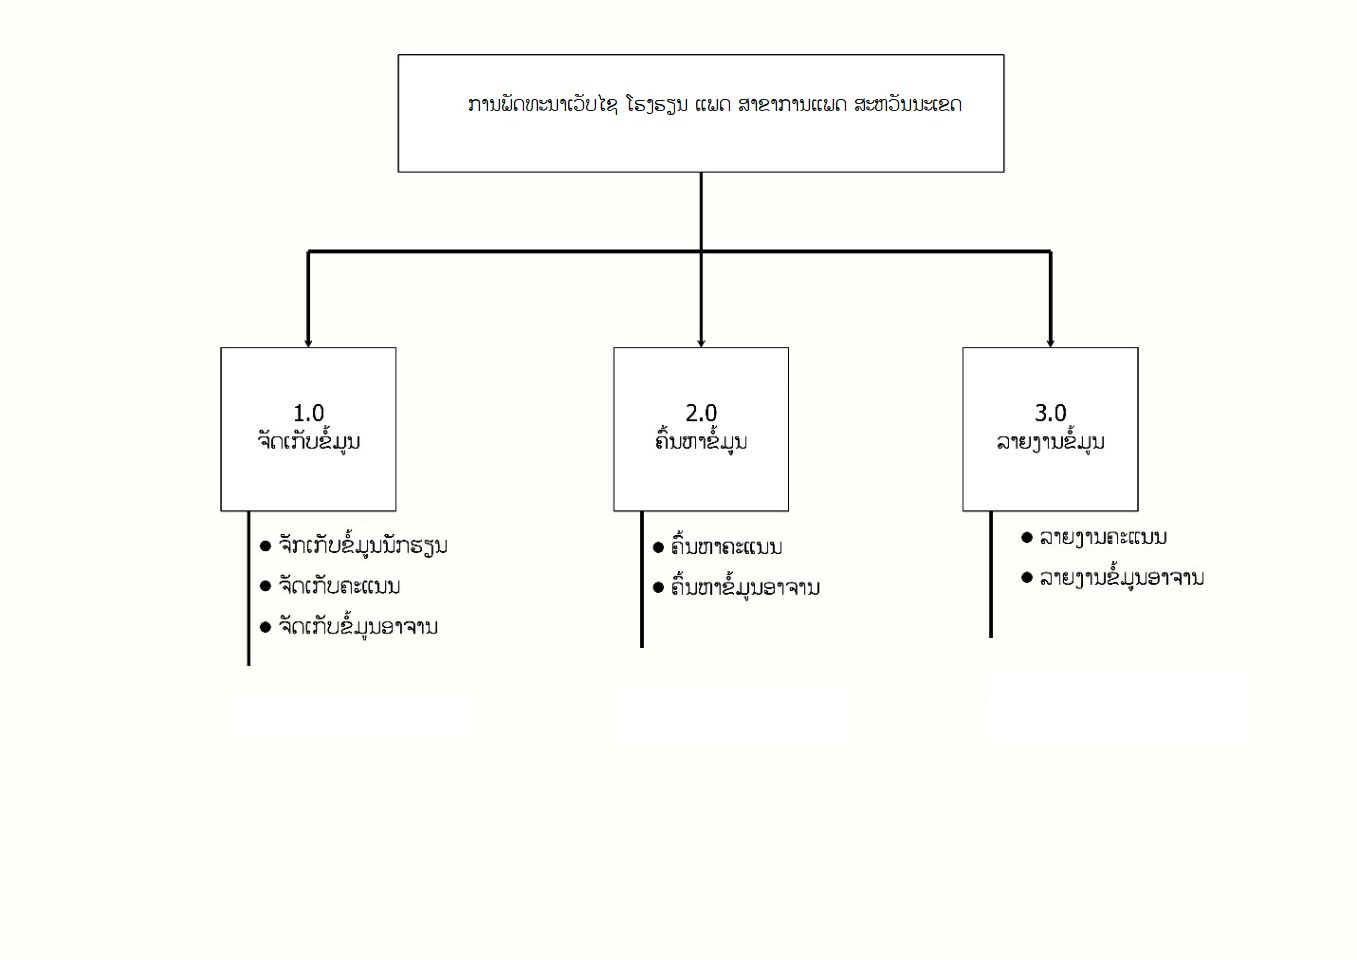 ການພັດທະນາເວັບໄຊ ໂຮງຮຽນ ແພດ ສາຂາການແພດ ສະຫວັນນະເຂດ
1.0
ຈັດເກັບຂໍ້ມູນ
2.0
ຄົ້ນຫາຂໍ້ມູນ
3.0
ລາຍງານຂໍ້ມູນ
● ຈັກເກັບຂໍ້ມູນນັກຮຽນ
● ຈັດເກັບຄະແນນ
● ຈັດເກັບຂໍ້ມູນອາຈານ
● ຄົ້ນຫາຄະແນນ
● ຄົ້ນຫາຂໍ້ມູນອາຈານ
● ລາຍງານຄະແນນ
● ລາຍງານຂໍ້ມູນອາຈານ